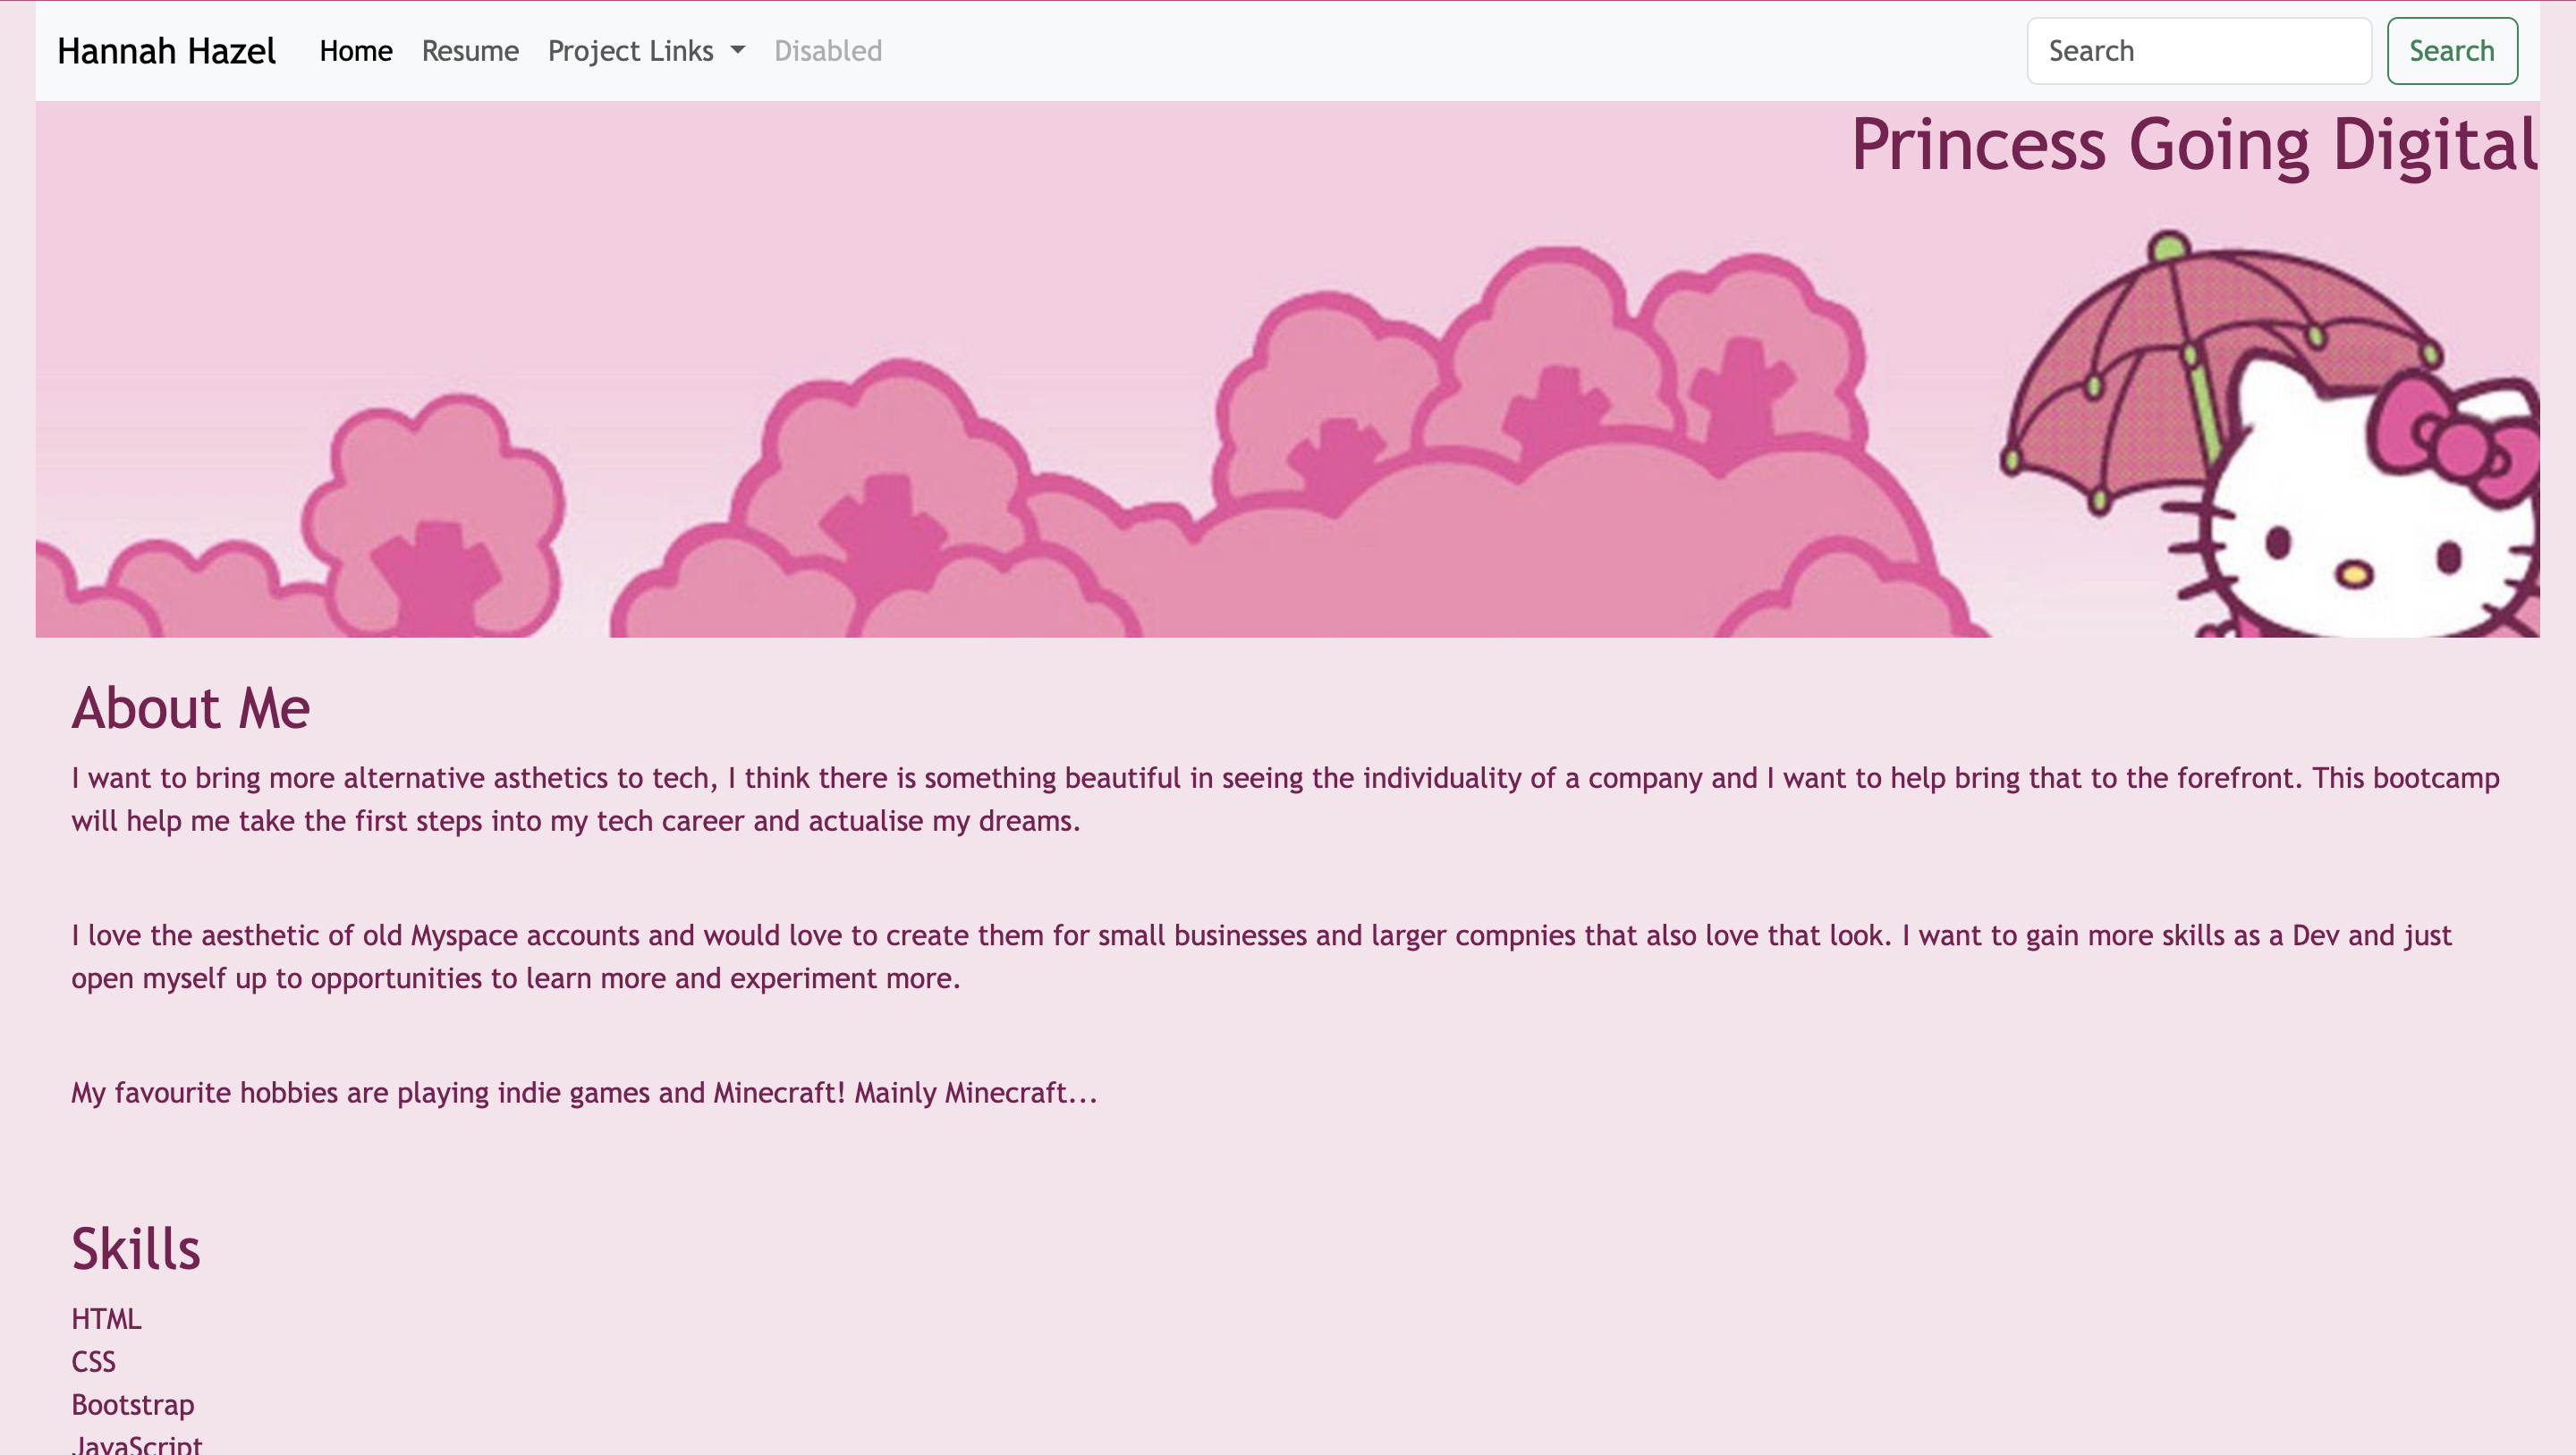 Hannah Hazel Home Resume Project Links Disabled Search Search
Princess Going Digital
About Me
I want to bring more alternative asthetics to tech, I think there is something beautiful in seeing the individuality of a company and I want to help bring that to the forefront. This bootcamp
will help me take the first steps into my tech career and actualise my dreams.
I love the aesthetic of old Myspace accounts and would love to create them for small businesses and larger compnies that also love that look. I want to gain more skills as a Dev and just
open myself up to opportunities to learn more and experiment more.
My favourite hobbies are playing indie games and Minecraft! Mainly Minecraft...
Skills
HTML
CSS
Bootstrap
JavaScript